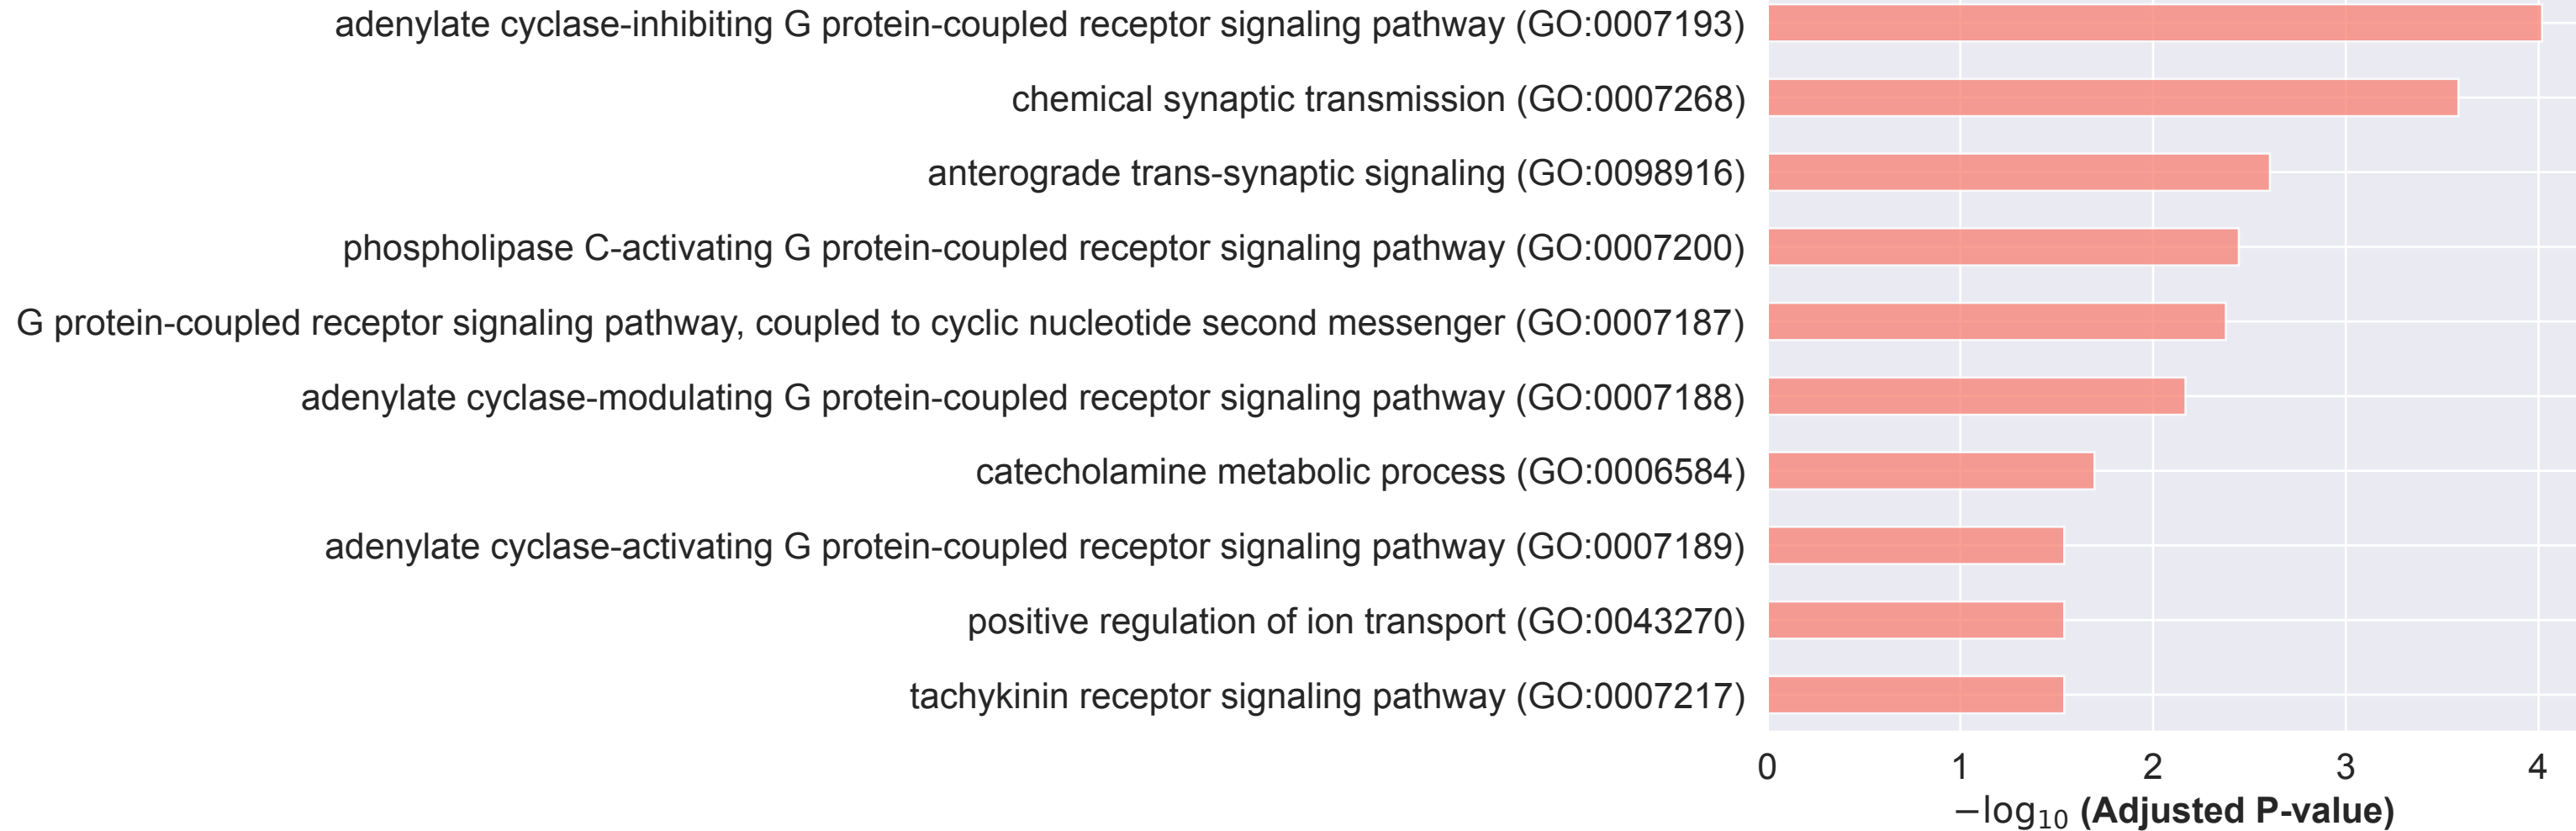 adenylate cyclase-inhibiting G protein-coupled receptor signaling pathway (GO:0007193)
chemical synaptic transmission (GO:0007268)
anterograde trans-synaptic signaling (GO:0098916)
phospholipase C-activating G protein-coupled receptor signaling pathway (GO:0007200)
G protein-coupled receptor signaling pathway, coupled to cyclic nucleotide second messenger (GO:0007187)
adenylate cyclase-modulating G protein-coupled receptor signaling pathway (GO:0007188)
catecholamine metabolic process (GO:0006584)
adenylate cyclase-activating G protein-coupled receptor signaling pathway (GO:0007189)
positive regulation of ion transport (GO:0043270)
tachykinin receptor signaling pathway (GO:0007217)
0 1 2 3 4
−log₁₀ (Adjusted P-value)